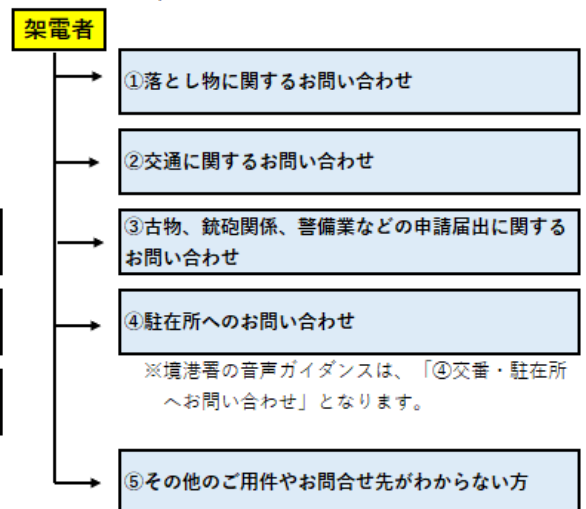 架電者
①落とし物に関するお問い合わせ
②交通に関するお問い合わせ
③古物、銃砲関係、警備業などの申請届出に関する
お問い合わせ
④駐在所へのお問い合わせ
※境港署の音声ガイダンスは、「④交番・駐在所
へお問い合わせ」となります。
⑤その他のご用件やお問合せ先がわからない方